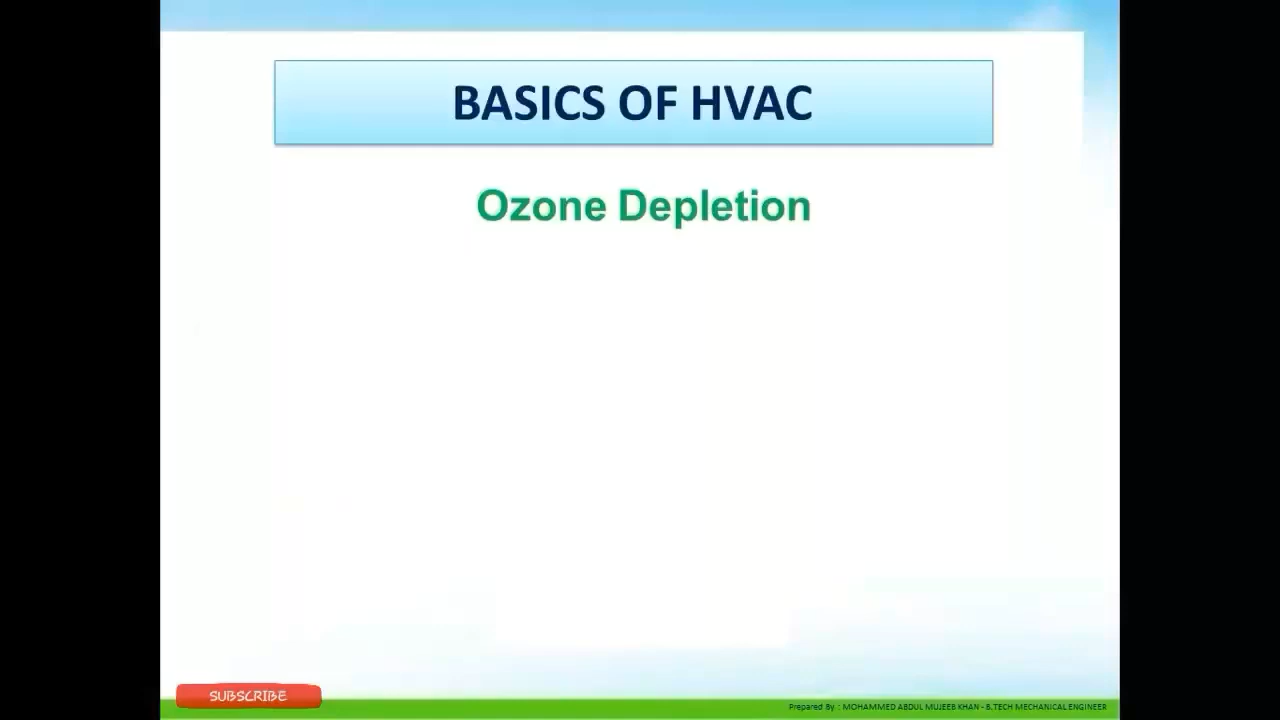 BASICS OF HVAC
Ozone Depletion
SUBSCRIBE
Prepared By : MOHAMMED ABDUL MUJEEB KHAN - B.TECH MECHANICAL ENGINEER